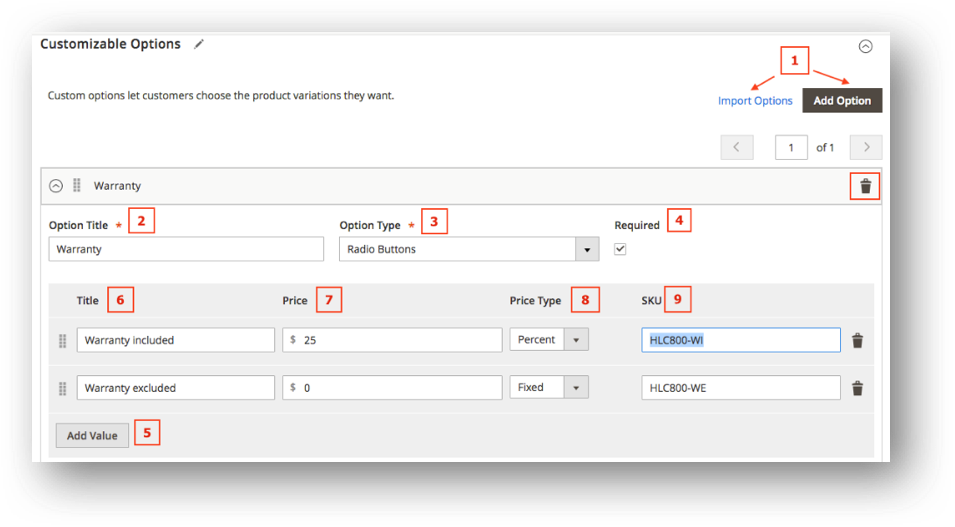 Customizable Options
1
Custom options let customers choose the product variations they want.
Import Options Add Option
1 of 1
Warranty
Option Title * 2 Option Type * 3 Required 4
Warranty Radio Buttons
Title 6 Price 7 Price Type 8 SKU 9
Warranty included $ 25 Percent HLC800-WI
Warranty excluded $ 0 Fixed HLC800-WE
Add Value 5